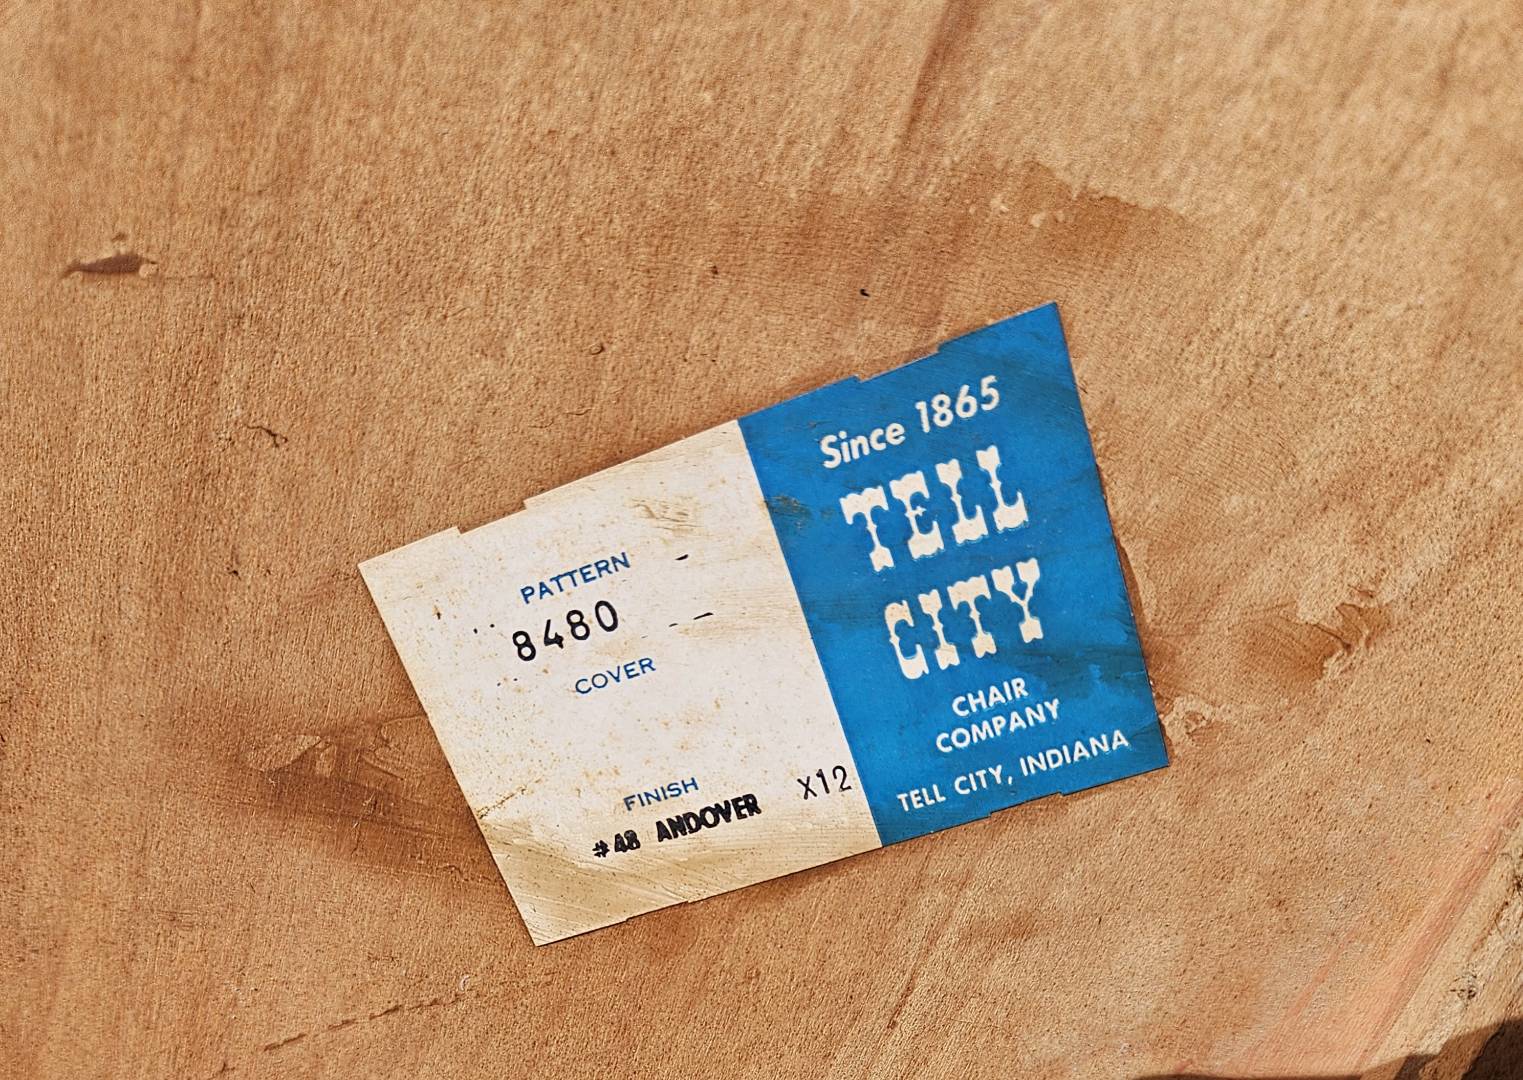 PATTERN
8480
COVER
FINISH
#48 ANDOVER X12
Since 1865
TELL
CITY
CHAIR
COMPANY
TELL CITY, INDIANA